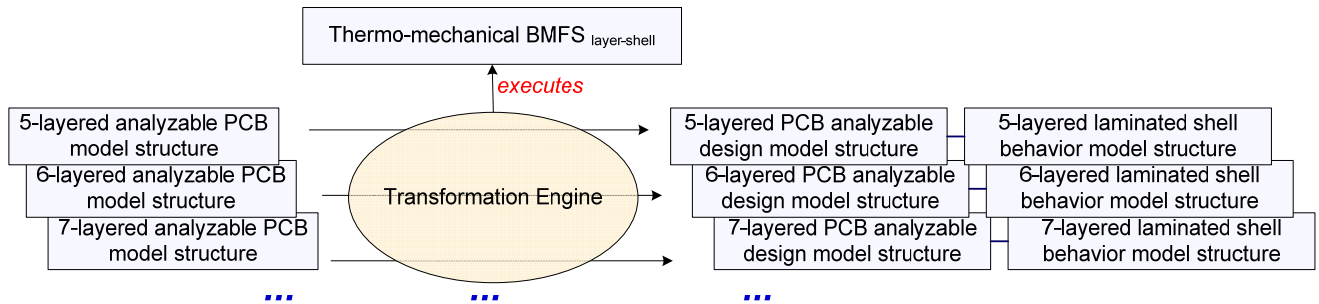 Thermo-mechanical BMFS layer-shell
executes
5-layered analyzable PCB
model structure
6-layered analyzable PCB
model structure
7-layered analyzable PCB
model structure
Transformation Engine
5-layered PCB analyzable
design model structure
6-layered PCB analyzable
design model structure
7-layered PCB analyzable
design model structure
5-layered laminated shell
behavior model structure
6-layered laminated shell
behavior model structure
7-layered laminated shell
behavior model structure
... ... ...